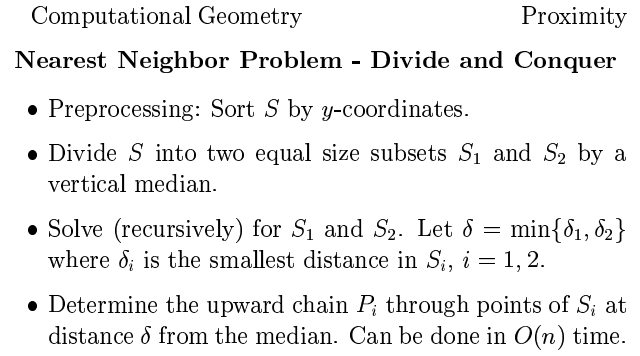 Computational Geometry Proximity
Nearest Neighbor Problem - Divide and Conquer
• Preprocessing: Sort S by y-coordinates.
• Divide S into two equal size subsets S₁ and S₂ by a
vertical median.
• Solve (recursively) for S₁ and S₂. Let δ = min{δ₁, δ₂}
where δᵢ is the smallest distance in Sᵢ, i = 1, 2.
• Determine the upward chain Pᵢ through points of Sᵢ at
distance δ from the median. Can be done in O(n) time.